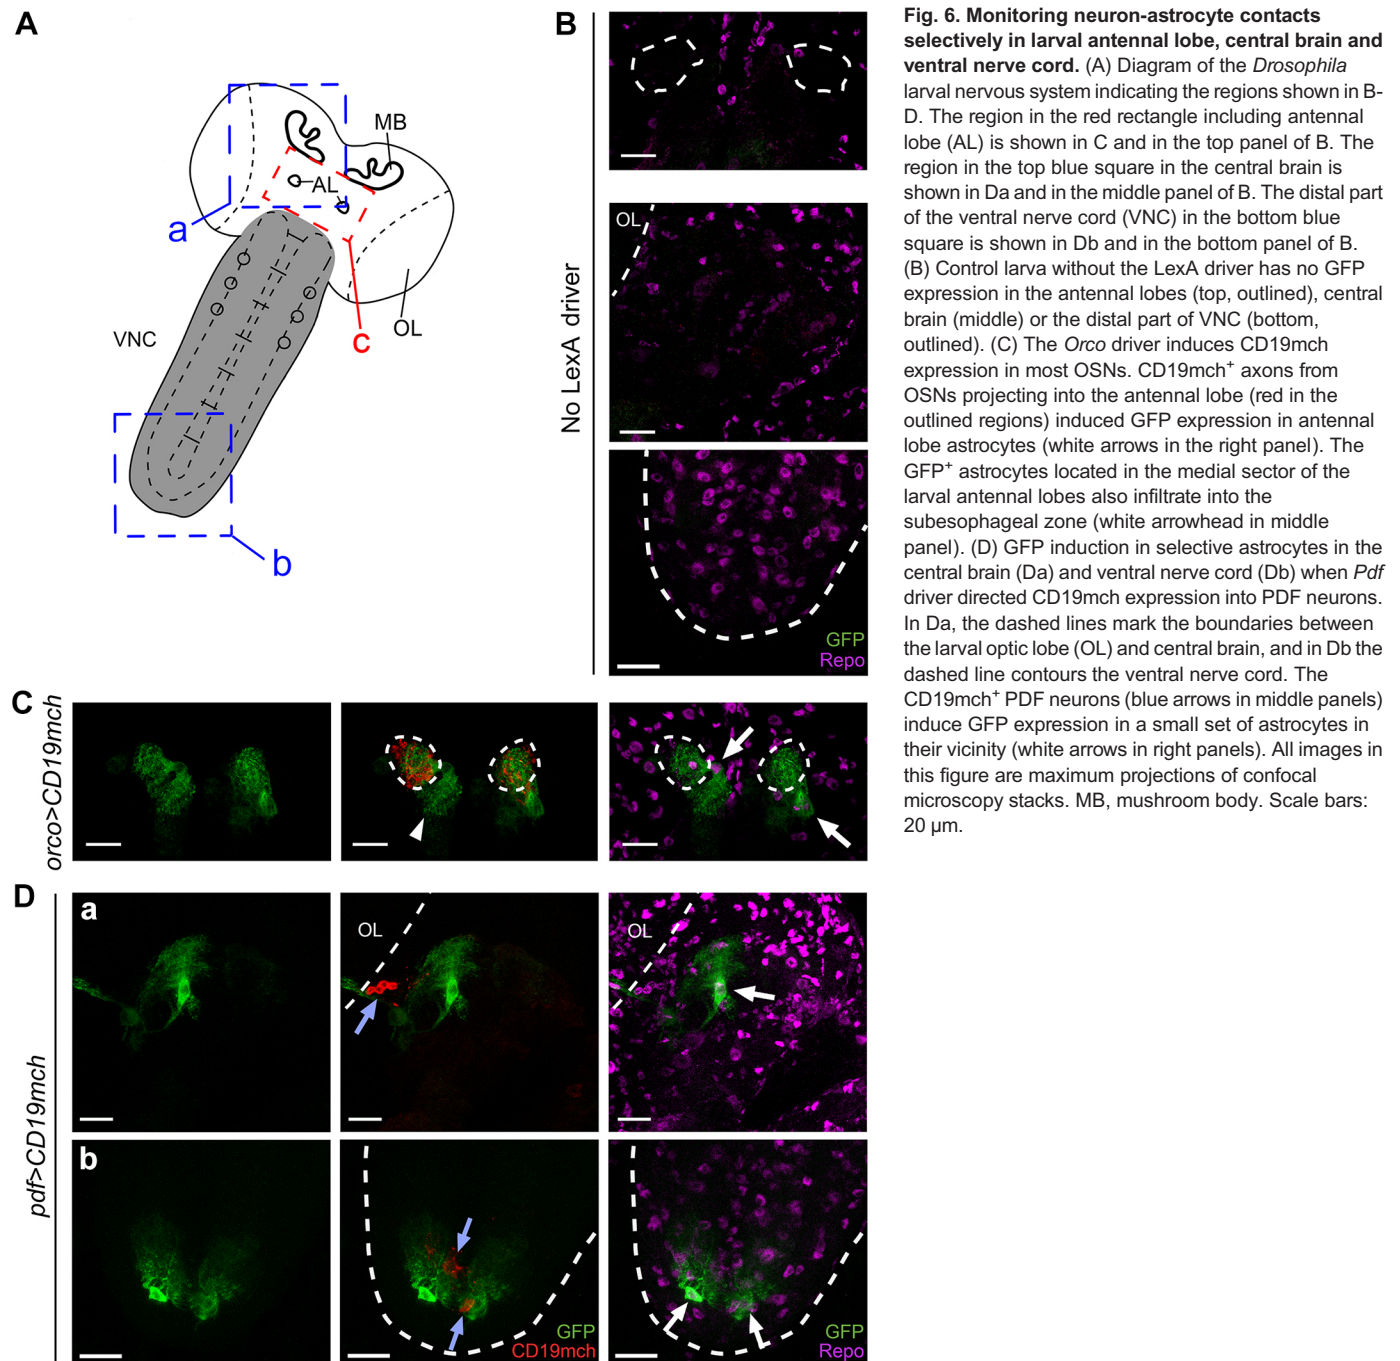 A
MB
AL
a
OL
c
VNC
b
B
No LexA driver
OL
GFP
Repo
Fig. 6. Monitoring neuron-astrocyte contacts
selectively in larval antennal lobe, central brain and
ventral nerve cord. (A) Diagram of the Drosophila
larval nervous system indicating the regions shown in B-
D. The region in the red rectangle including antennal
lobe (AL) is shown in C and in the top panel of B. The
region in the top blue square in the central brain is
shown in Da and in the middle panel of B. The distal part
of the ventral nerve cord (VNC) in the bottom blue
square is shown in Db and in the bottom panel of B.
(B) Control larva without the LexA driver has no GFP
expression in the antennal lobes (top, outlined), central
brain (middle) or the distal part of VNC (bottom,
outlined). (C) The Orco driver induces CD19mch
expression in most OSNs. CD19mch⁺ axons from
OSNs projecting into the antennal lobe (red in the
outlined regions) induced GFP expression in antennal
lobe astrocytes (white arrows in the right panel). The
GFP⁺ astrocytes located in the medial sector of the
larval antennal lobes also infiltrate into the
subesophageal zone (white arrowhead in middle
panel). (D) GFP induction in selective astrocytes in the
central brain (Da) and ventral nerve cord (Db) when Pdf
driver directed CD19mch expression into PDF neurons.
In Da, the dashed lines mark the boundaries between
the larval optic lobe (OL) and central brain, and in Db the
dashed line contours the ventral nerve cord. The
CD19mch⁺ PDF neurons (blue arrows in middle panels)
induce GFP expression in a small set of astrocytes in
their vicinity (white arrows in right panels). All images in
this figure are maximum projections of confocal
microscopy stacks. MB, mushroom body. Scale bars:
20 µm.
C
orco>CD19mch
D
pdf>CD19mch
a
OL
OL
b
GFP
CD19mch
GFP
Repo